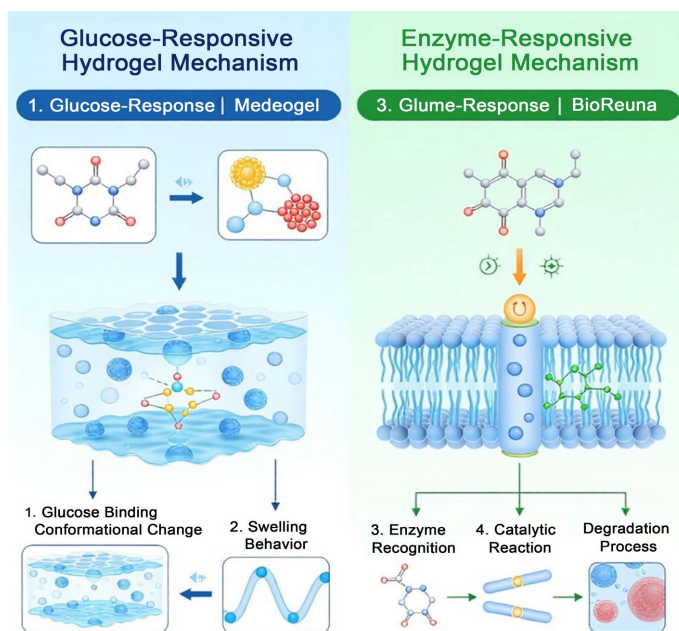 Glucose-Responsive
Hydrogel Mechanism
1. Glucose-Response | Medeogel
1. Glucose Binding
Conformational Change
2. Swelling
Behavior
Enzyme-Responsive
Hydrogel Mechanism
3. Glume-Response | BioReuna
3. Enzyme
Recognition
4. Catalytic
Reaction
Degradation
Process